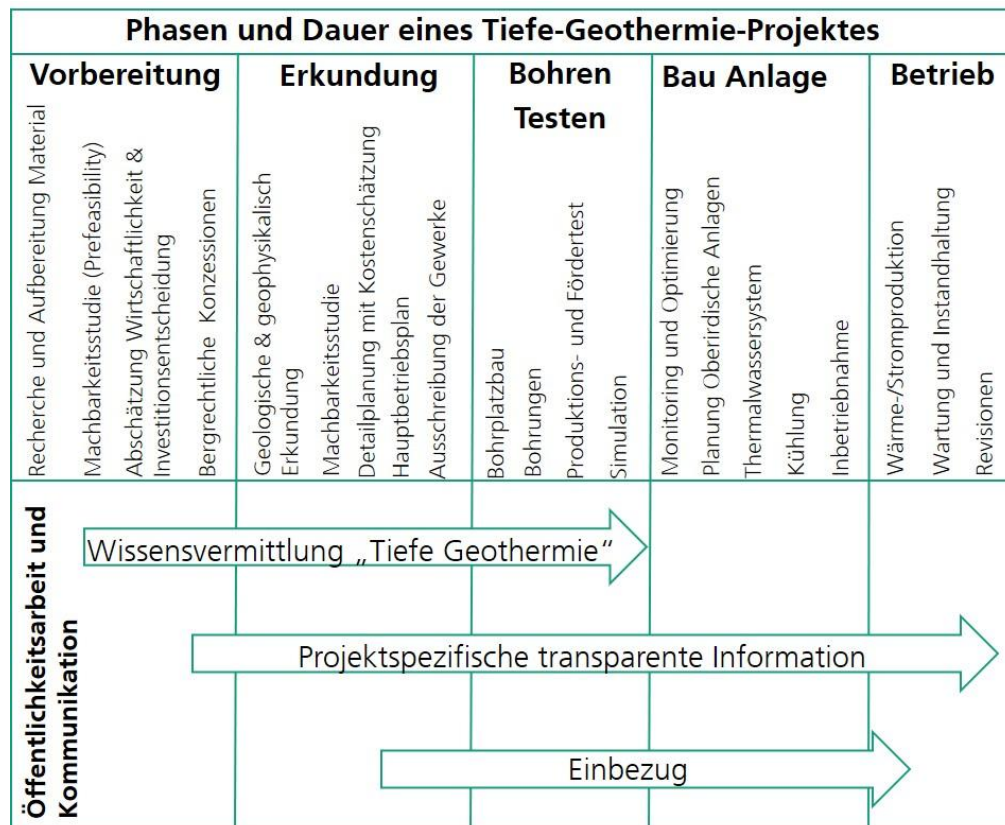 Phasen und Dauer eines Tiefe-Geothermie-Projektes
Vorbereitung
Recherche und Aufbereitung Material
Machbarkeitsstudie (Prefeasibility)
Abschätzung Wirtschaftlichkeit &
Investitionsentscheidung
Bergrechtliche Konzessionen
Erkundung
Geologische & geophysikalisch
Erkundung
Machbarkeitsstudie
Detailplanung mit Kostenschätzung
Hauptbetriebsplan
Ausschreibung der Gewerke
Bohren
Testen
Bohrplatzbau
Bohrungen
Produktions- und Fördertest
Simulation
Bau Anlage
Monitoring und Optimierung
Planung Oberirdische Anlagen
Thermalwassersystem
Kühlung
Inbetriebnahme
Betrieb
Wärme-/Stromproduktion
Wartung und Instandhaltung
Revisionen
Öffentlichkeitsarbeit und
Kommunikation
Wissensvermittlung „Tiefe Geothermie“
Projektspezifische transparente Information
Einbezug